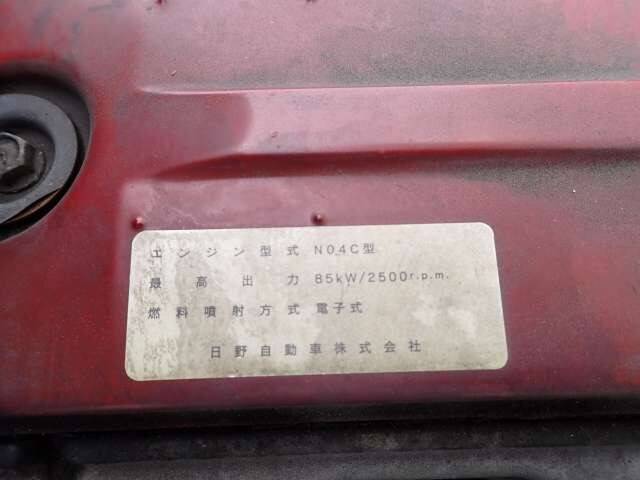 エンジン型式 N04C型
最高出力 85kW/2500r.p.m.
燃料噴射方式 電子式
日野自動車株式会社